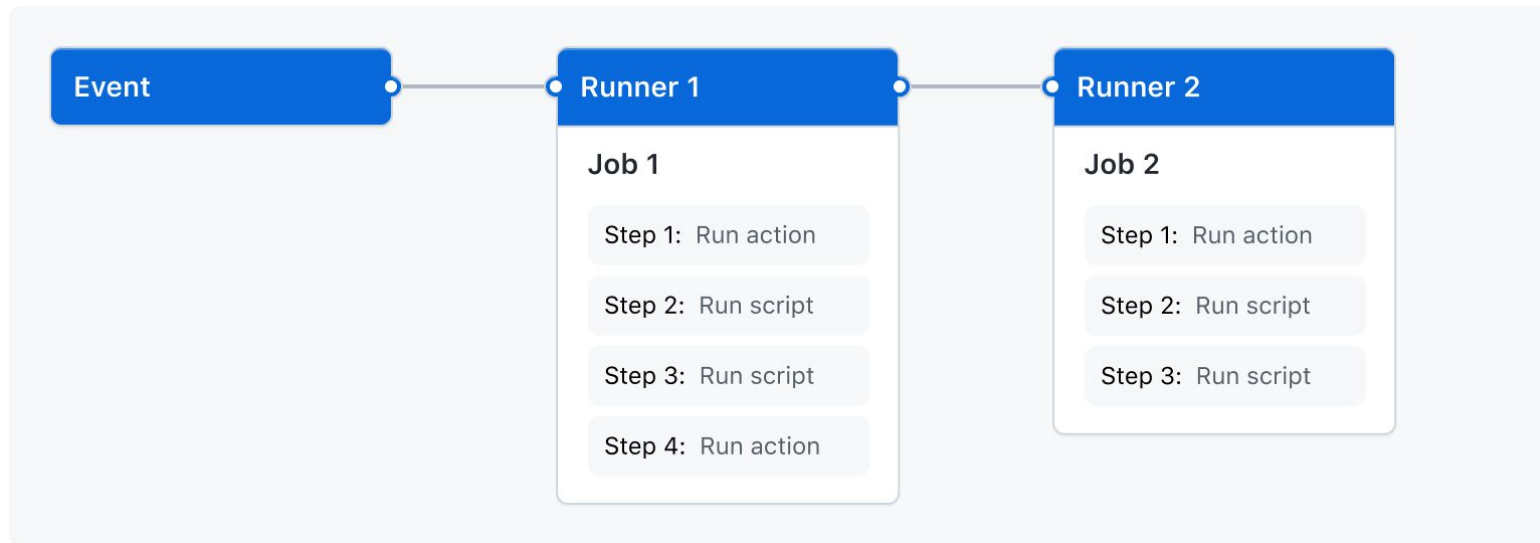 Event
Runner 1
Job 1
Step 1: Run action
Step 2: Run script
Step 3: Run script
Step 4: Run action
Runner 2
Job 2
Step 1: Run action
Step 2: Run script
Step 3: Run script